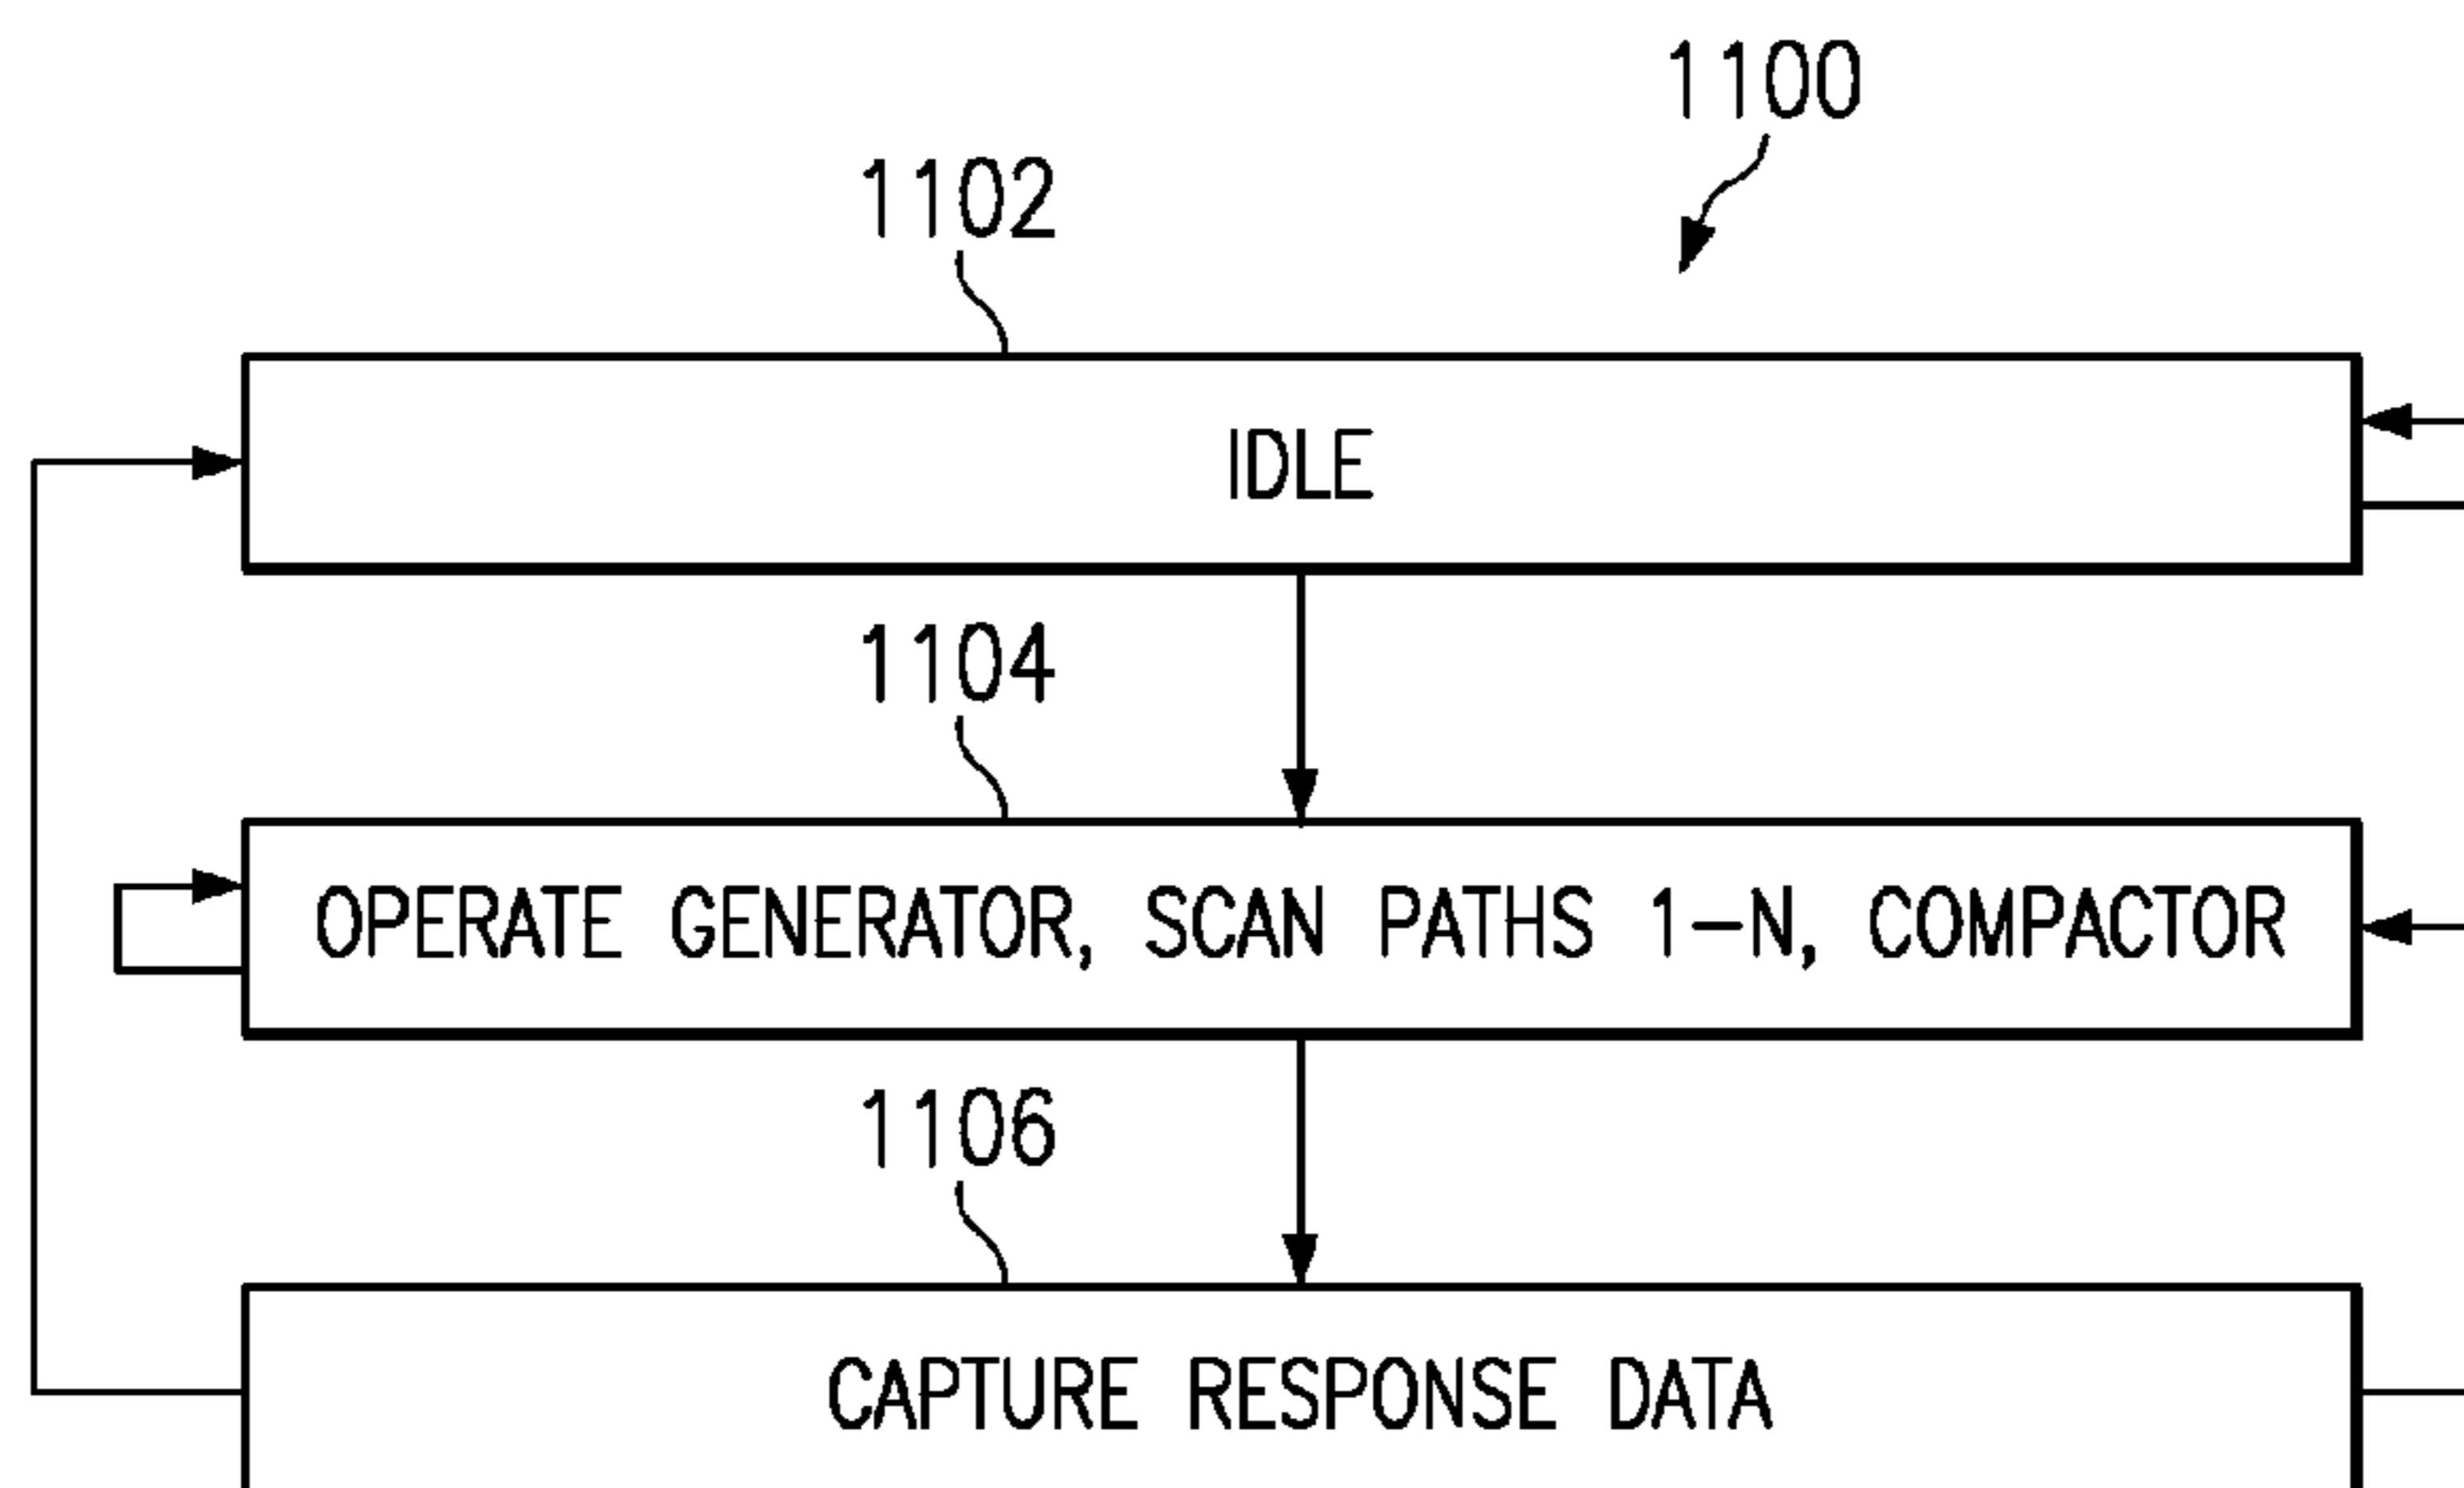 1100
1102
IDLE
1104
OPERATE GENERATOR, SCAN PATHS 1-N, COMPACTOR
1106
CAPTURE RESPONSE DATA